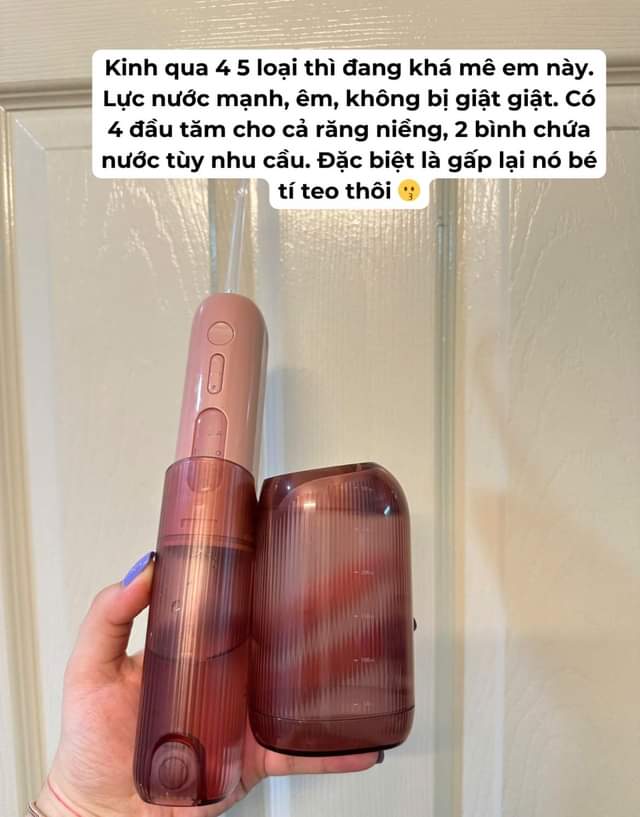 Kinh qua 4 5 loại thì đang khá mê em này.
Lực nước mạnh, êm, không bị giật giật. Có
4 đầu tăm cho cả răng niềng, 2 bình chứa
nước tùy nhu cầu. Đặc biệt là gấp lại nó bé
tí teo thôi 😗